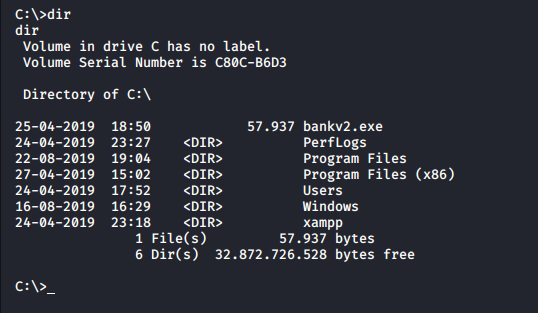 C:\>dir
dir
 Volume in drive C has no label.
 Volume Serial Number is C80C-B6D3

 Directory of C:\

25-04-2019  18:50            57.937 bankv2.exe
24-04-2019  23:27    <DIR>          PerfLogs
22-08-2019  19:04    <DIR>          Program Files
27-04-2019  15:02    <DIR>          Program Files (x86)
24-04-2019  17:52    <DIR>          Users
16-08-2019  16:29    <DIR>          Windows
24-04-2019  23:18    <DIR>          xampp
               1 File(s)         57.937 bytes
               6 Dir(s)  32.872.726.528 bytes free

C:\>_